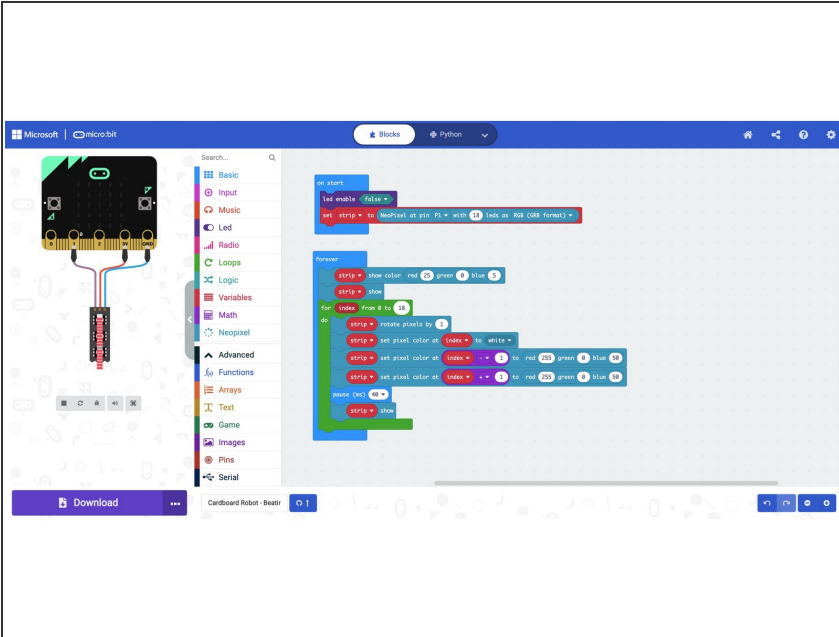 Microsoft micro:bit
Blocks Python
Search...
Basic
Input
Music
Led
Radio
Loops
Logic
Variables
Math
Neopixel
Advanced
Functions
Arrays
Text
Game
Images
Pins
Serial
0 1 2 3V GND
on start
led enable false
set strip to NeoPixel at pin P1 with 18 leds as RGB (GRB format)
forever
strip show color red 25 green 0 blue 5
strip show
for index from 0 to 18
do
strip rotate pixels by 1
strip set pixel color at index to white
strip set pixel color at index - 1 to red 255 green 0 blue 50
strip set pixel color at index + 1 to red 255 green 0 blue 50
pause (ms) 40
strip show
Download
Cardboard Robot - Beatir